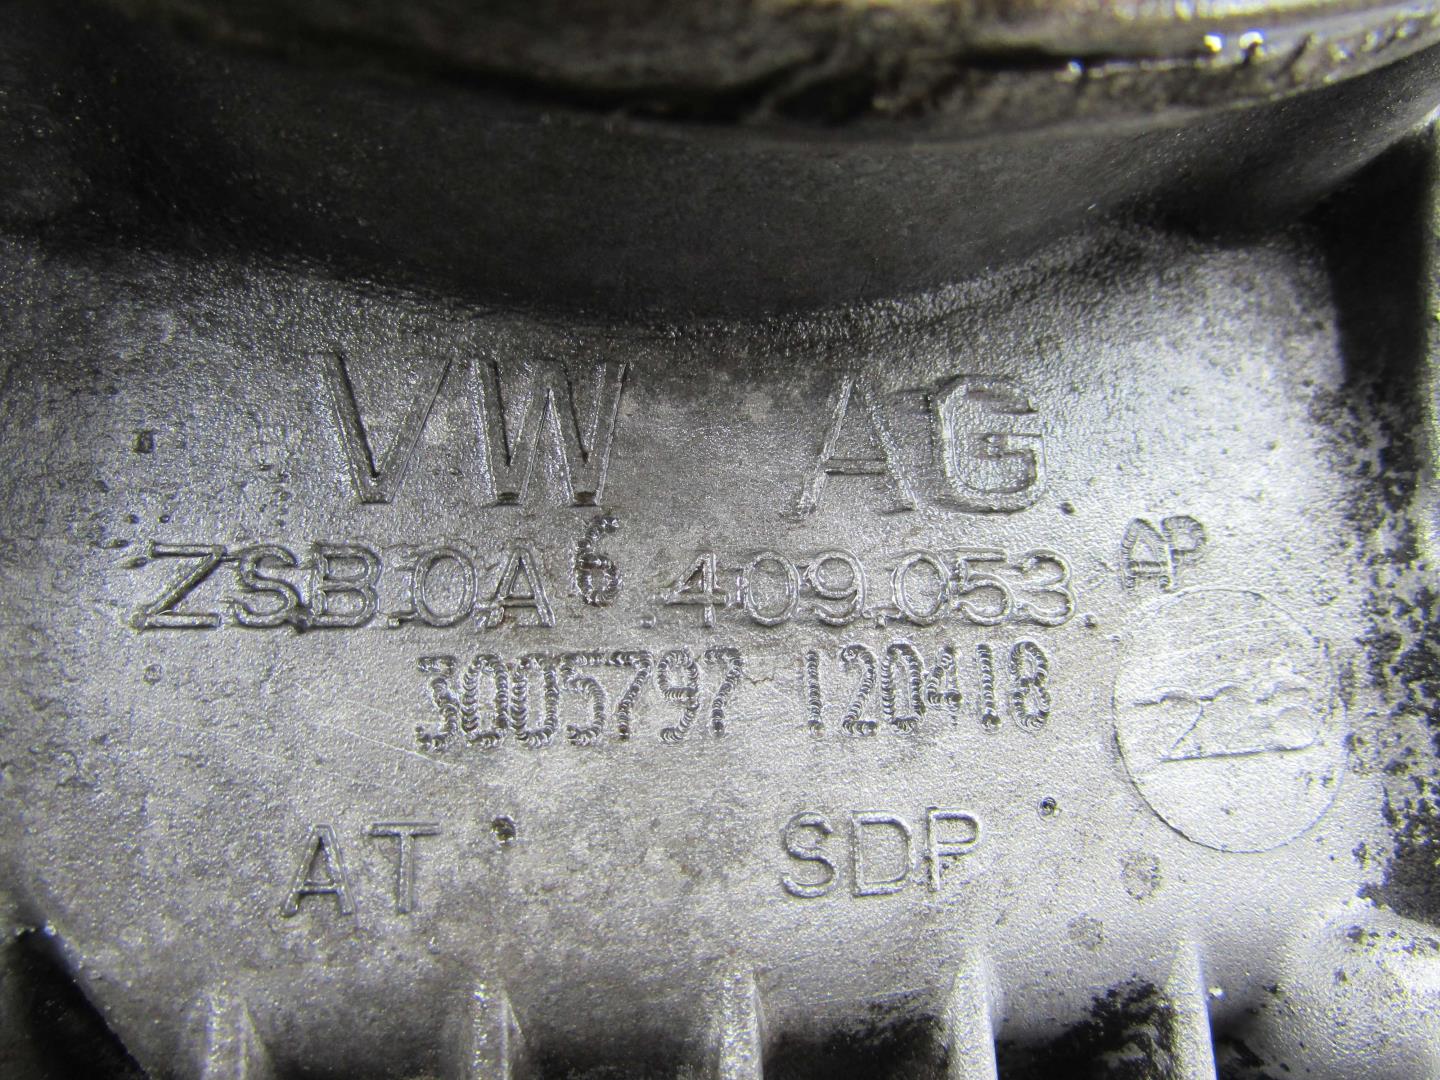 VW AG
ZSB.0A6.409.053.AP
3005797 120418
AT SDP